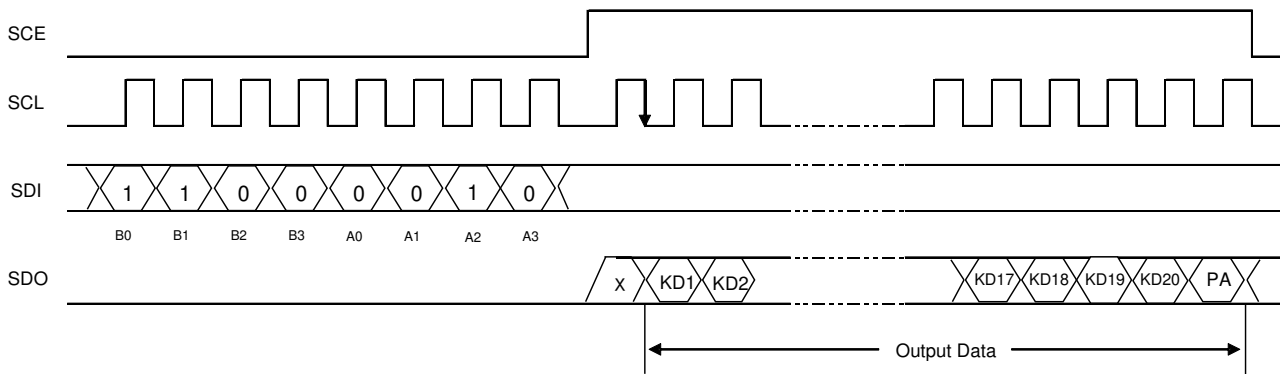 SCE
SCL
SDI 1 1 0 0 0 0 1 0
B0 B1 B2 B3 A0 A1 A2 A3
SDO X KD1 KD2 KD17 KD18 KD19 KD20 PA
Output Data